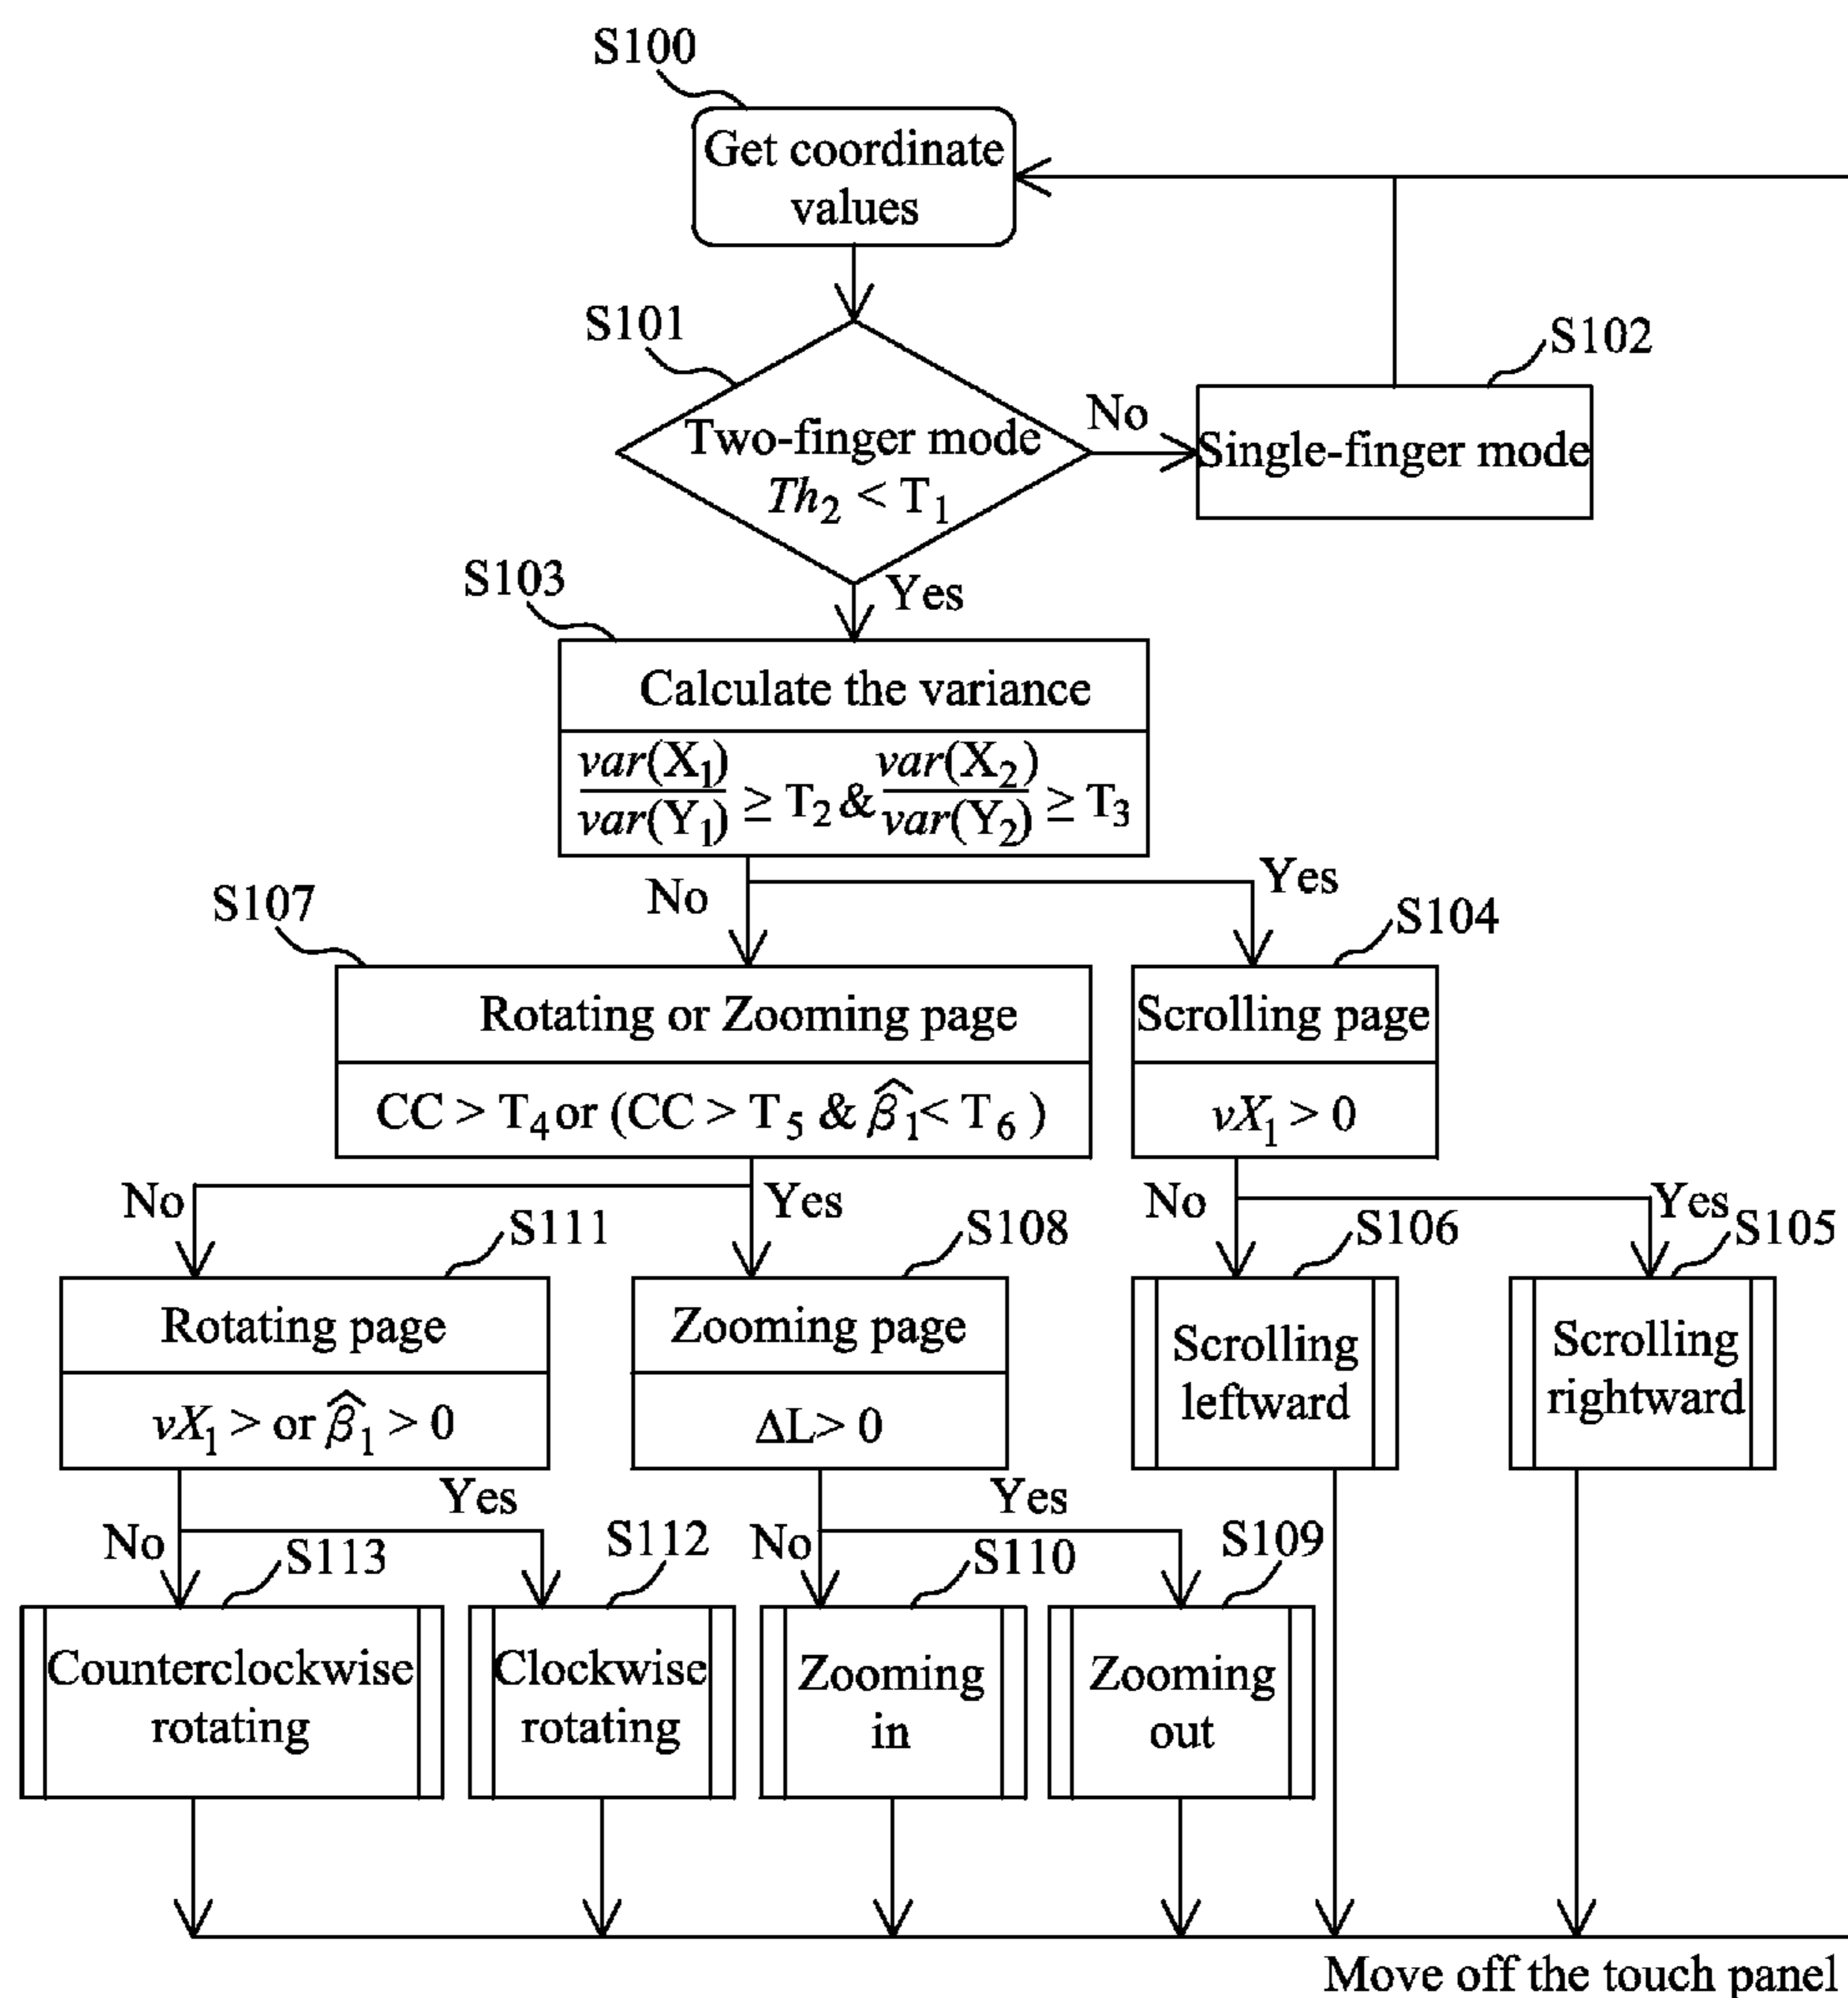 S100
Get coordinate
values
S101
Two-finger mode
Th₂ < T₁
No
S102
Single-finger mode
Yes
S103
Calculate the variance
var(X₁)/var(Y₁) ≥ T₂ & var(X₂)/var(Y₂) ≥ T₃
No
Yes
S107
Rotating or Zooming page
CC > T₄ or (CC > T₅ & β̂₁ < T₆ )
S104
Scrolling page
vX₁ > 0
No
Yes
No
Yes
S111
Rotating page
vX₁ > or β̂₁ > 0
S108
Zooming page
ΔL > 0
S106
Scrolling
leftward
S105
Scrolling
rightward
No
Yes
No
Yes
S113
Counterclockwise
rotating
S112
Clockwise
rotating
S110
Zooming
in
S109
Zooming
out
Move off the touch panel